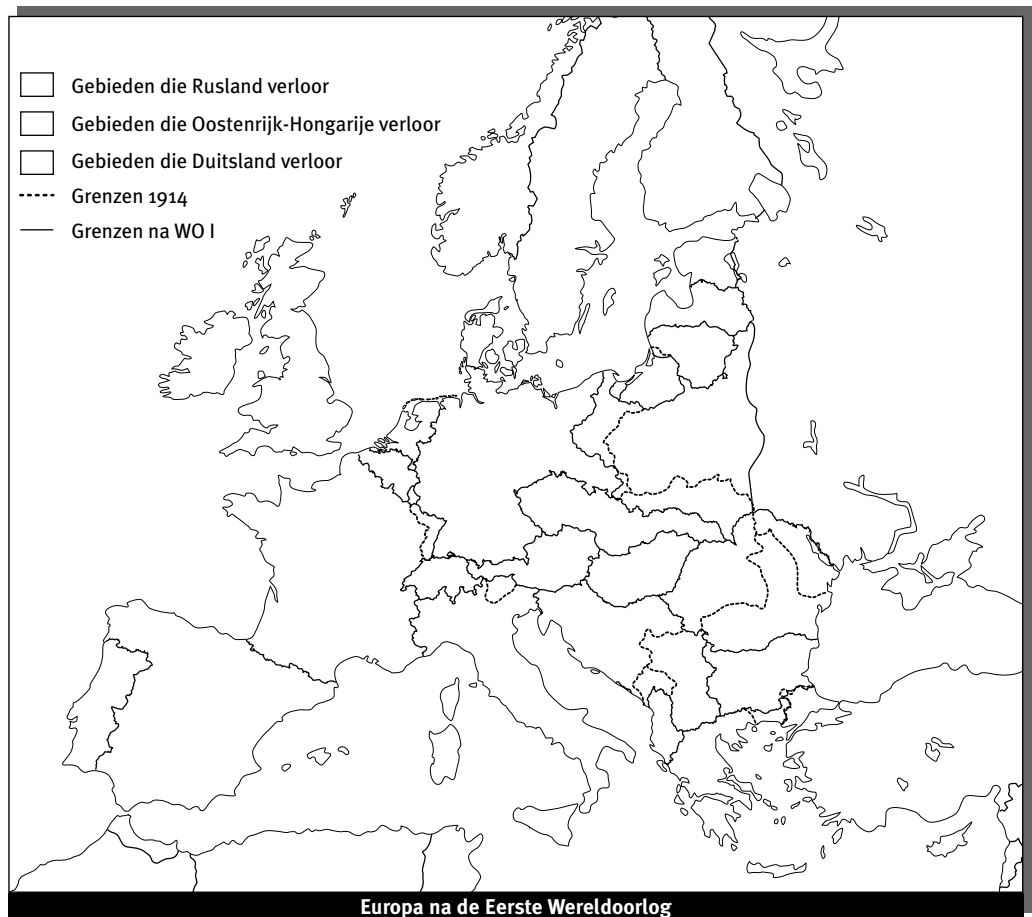 Gebieden die Rusland verloor
Gebieden die Oostenrijk-Hongarije verloor
Gebieden die Duitsland verloor
Grenzen 1914
Grenzen na WO I
Europa na de Eerste Wereldoorlog